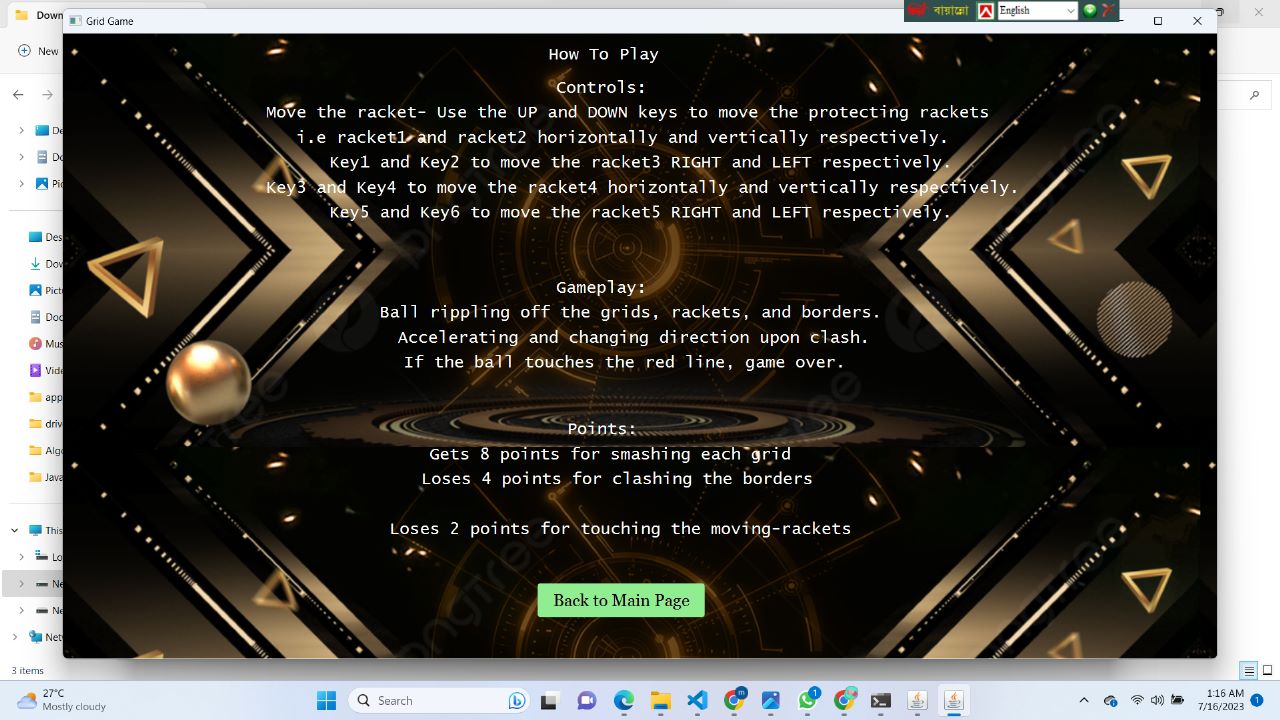 Down
Grid Game
বায়ান্নো
English
New
How To Play
Controls:
Move the racket- Use the UP and DOWN keys to move the protecting rackets
i.e racket1 and racket2 horizontally and vertically respectively.
Key1 and Key2 to move the racket3 RIGHT and LEFT respectively.
Key3 and Key4 to move the racket4 horizontally and vertically respectively.
Key5 and Key6 to move the racket5 RIGHT and LEFT respectively.
Gameplay:
Ball rippling off the grids, rackets, and borders.
Accelerating and changing direction upon clash.
If the ball touches the red line, game over.
Points:
Gets 8 points for smashing each grid
Loses 4 points for clashing the borders
Loses 2 points for touching the moving-rackets
Back to Main Page
De
Do
Pic
Des
Dow
Pictu
Doc
Mus
Vide
app
drive
Algo
Java
This
Lo
Ne
Ne
Netw
3 items
27°C
Mostly cloudy
Search
1:16 AM
7/16/2023